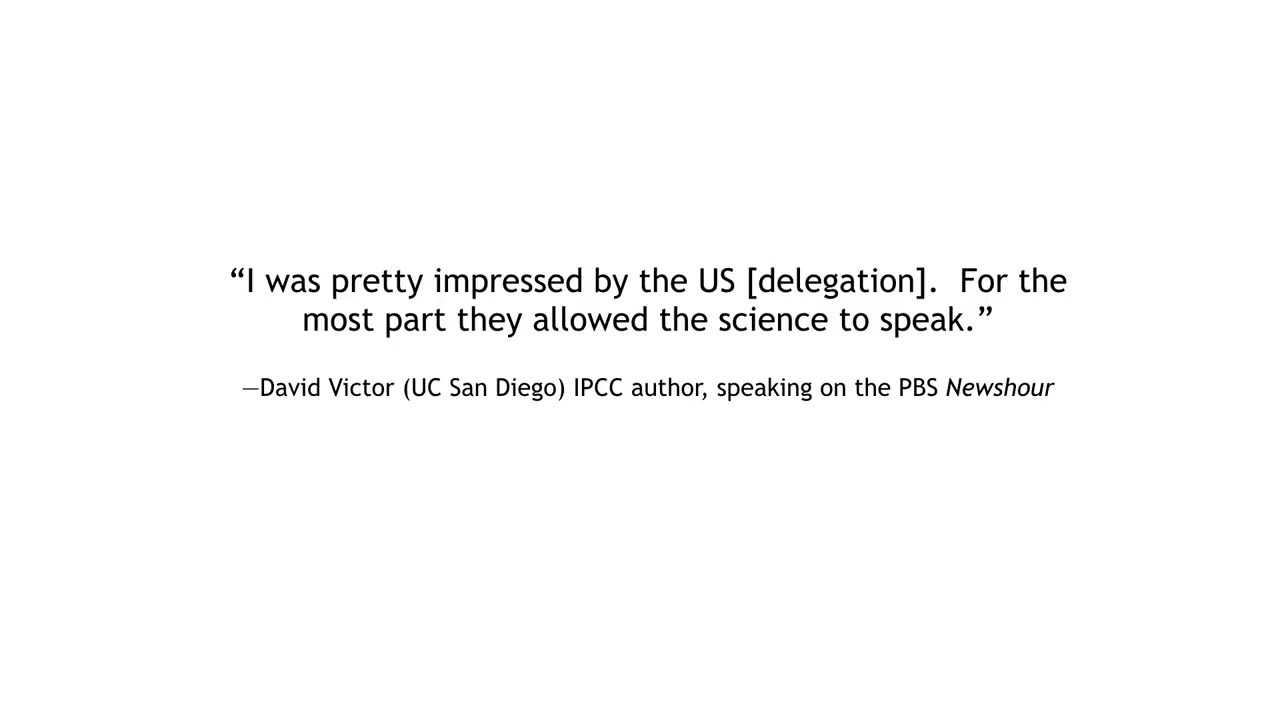 “I was pretty impressed by the US [delegation].  For the
most part they allowed the science to speak.”
—David Victor (UC San Diego) IPCC author, speaking on the PBS Newshour